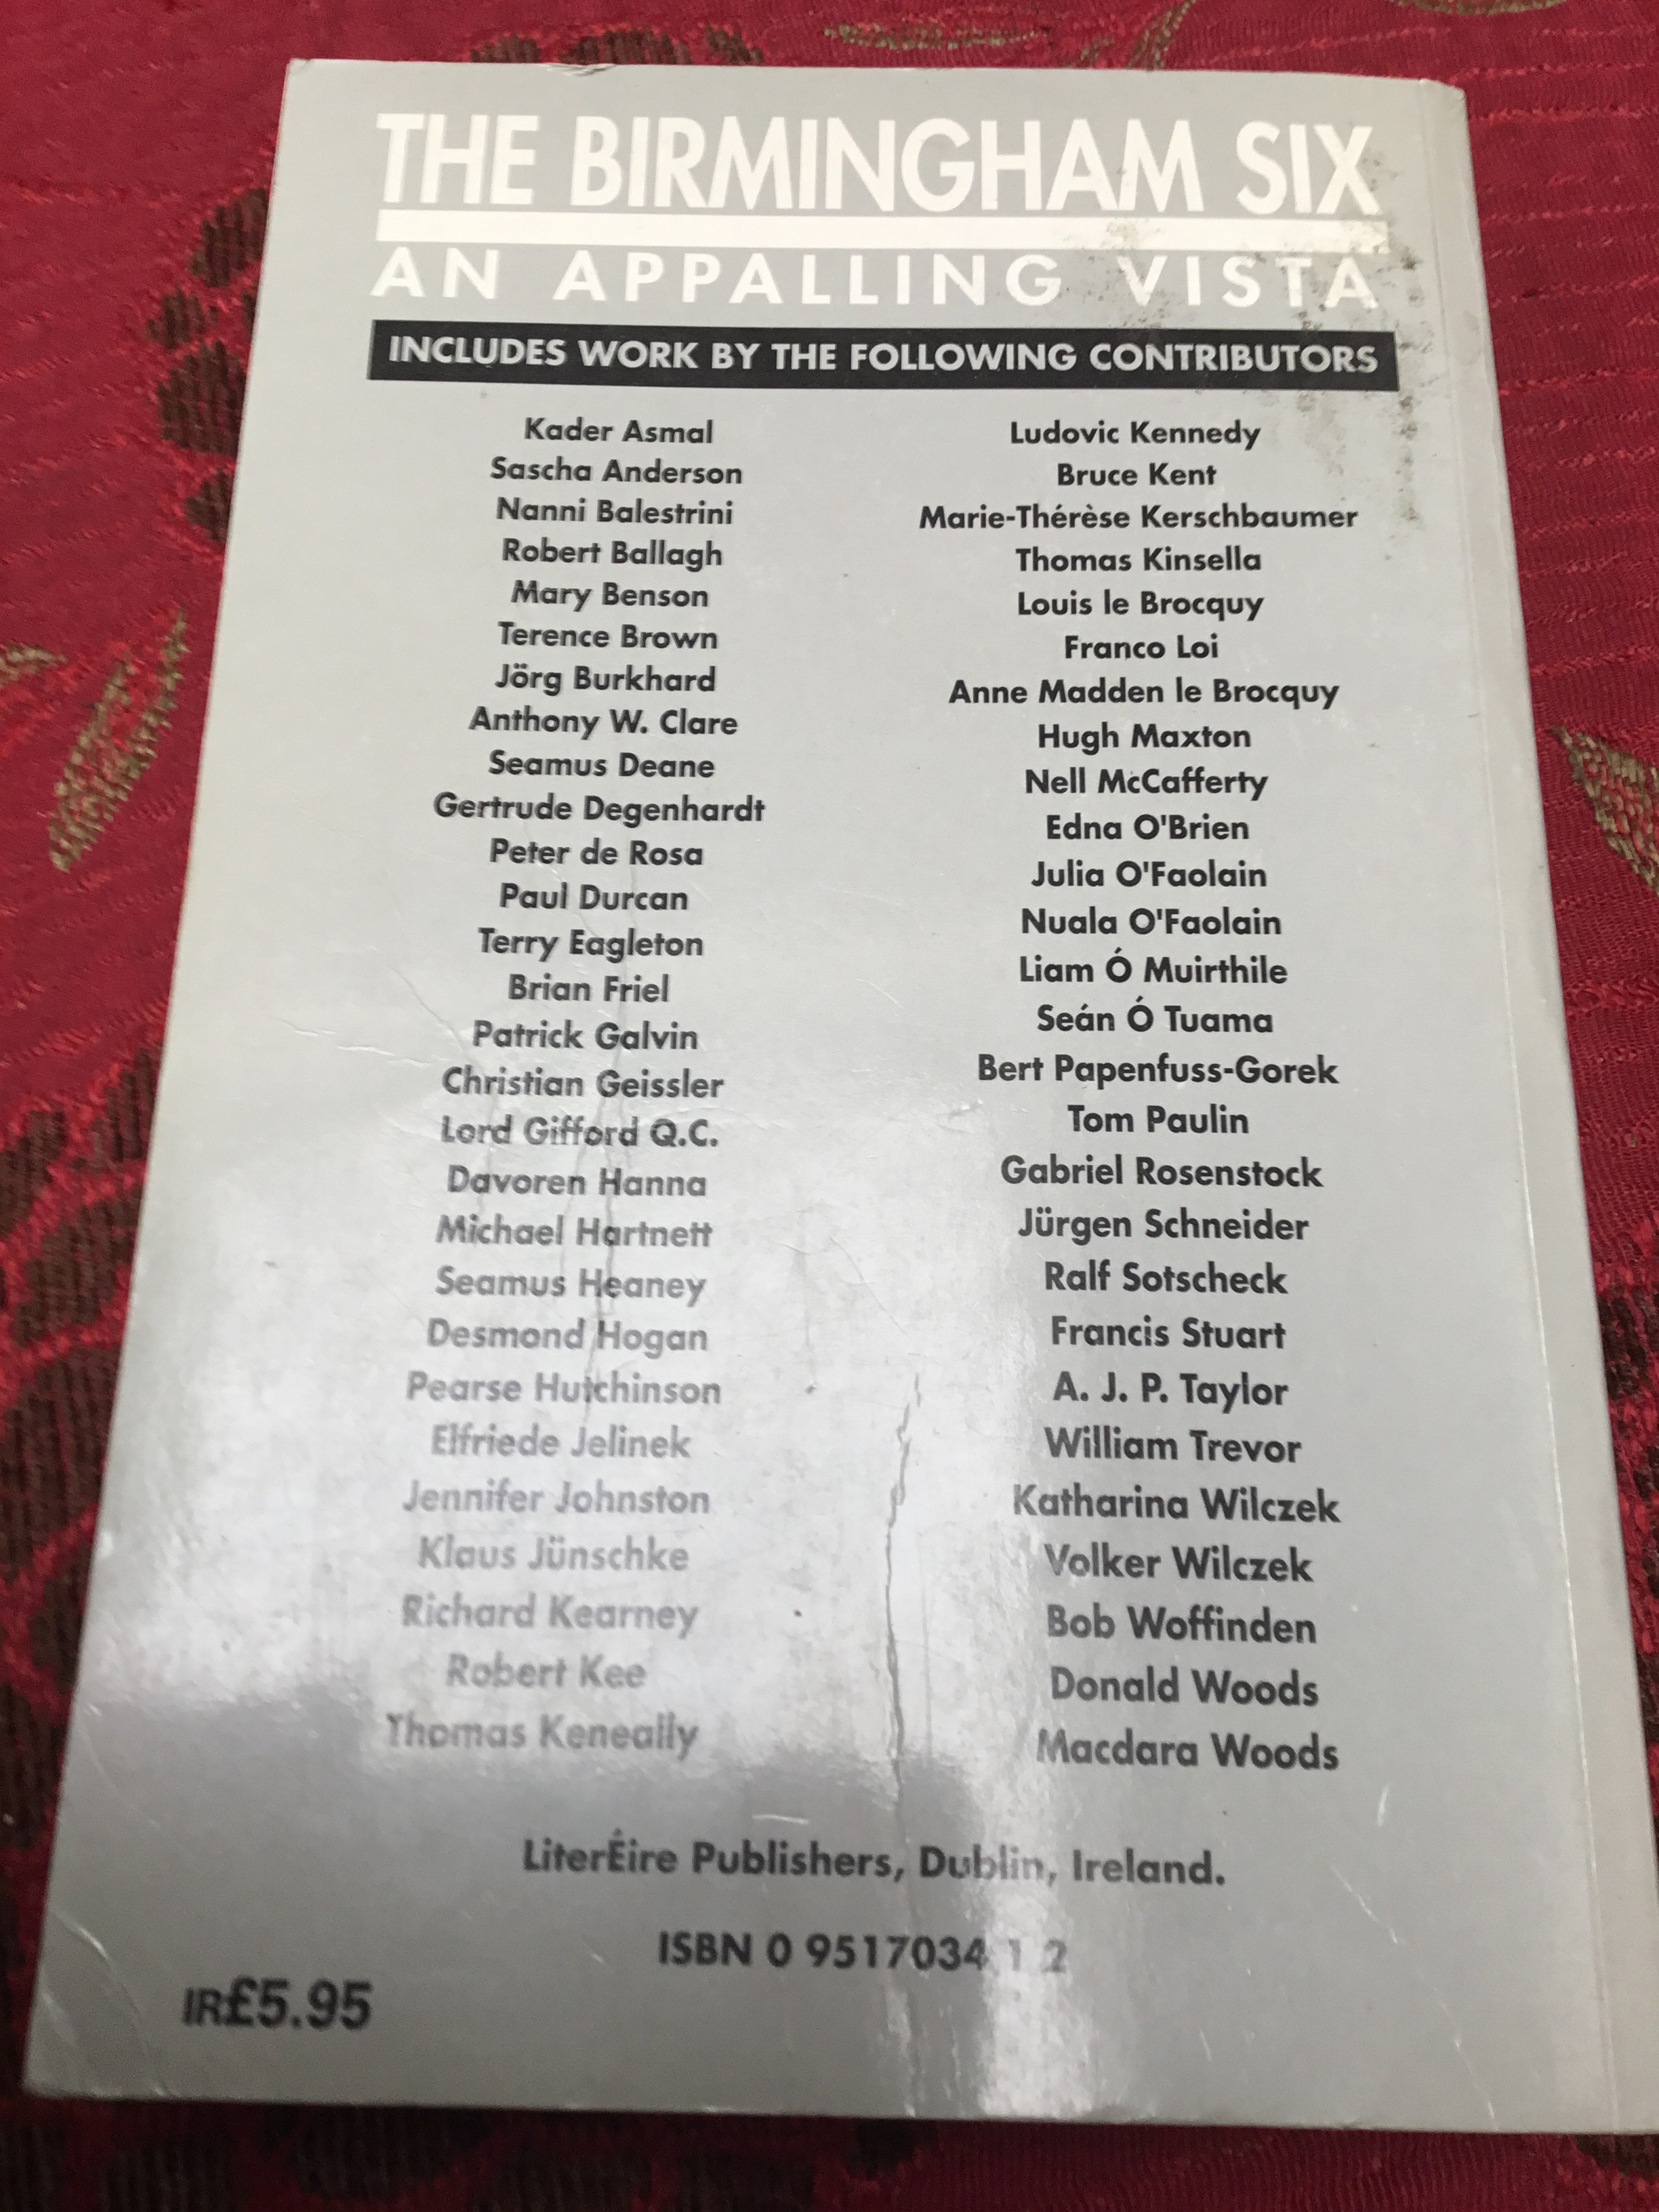 THE BIRMINGHAM SIX
AN APPALLING VISTA
INCLUDES WORK BY THE FOLLOWING CONTRIBUTORS
Kader Asmal
Sascha Anderson
Nanni Balestrini
Robert Ballagh
Mary Benson
Terence Brown
Jörg Burkhard
Anthony W. Clare
Seamus Deane
Gertrude Degenhardt
Peter de Rosa
Paul Durcan
Terry Eagleton
Brian Friel
Patrick Galvin
Christian Geissler
Lord Gifford Q.C.
Davoren Hanna
Michael Hartnett
Seamus Heaney
Desmond Hogan
Pearse Hutchinson
Elfriede Jelinek
Jennifer Johnston
Klaus Jünschke
Richard Kearney
Robert Kee
Thomas Keneally
Ludovic Kennedy
Bruce Kent
Marie-Thérèse Kerschbaumer
Thomas Kinsella
Louis le Brocquy
Franco Loi
Anne Madden le Brocquy
Hugh Maxton
Nell McCafferty
Edna O'Brien
Julia O'Faolain
Nuala O'Faolain
Liam Ó Muirthile
Seán Ó Tuama
Bert Papenfuss-Gorek
Tom Paulin
Gabriel Rosenstock
Jürgen Schneider
Ralf Sotscheck
Francis Stuart
A. J. P. Taylor
William Trevor
Katharina Wilczek
Volker Wilczek
Bob Woffinden
Donald Woods
Macdara Woods
LiterÉire Publishers, Dublin, Ireland.
ISBN 0 9517034 1 2
IR£5.95